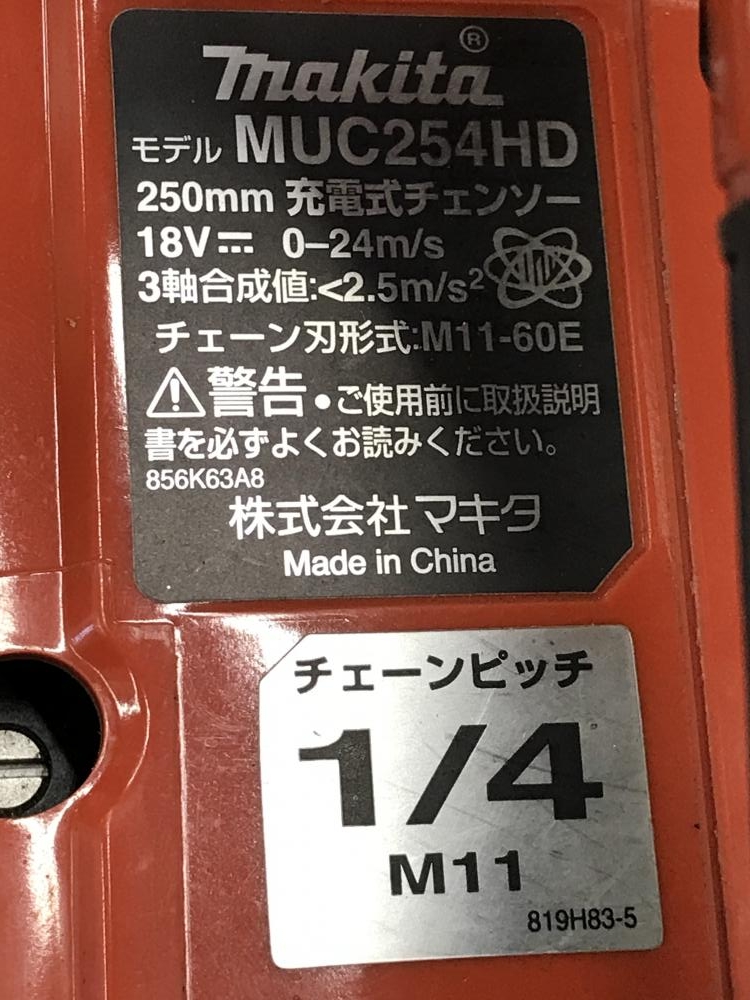 makita®
モデル MUC254HD
250mm 充電式チェンソー
18V⎓ 0–24m/s
3軸合成値:<2.5m/s²
チェーン刃形式:M11-60E
⚠警告 ●ご使用前に取扱説明
書を必ずよくお読みください。
856K63A8
株式会社マキタ
Made in China
チェーンピッチ
1/4
M11
819H83-5